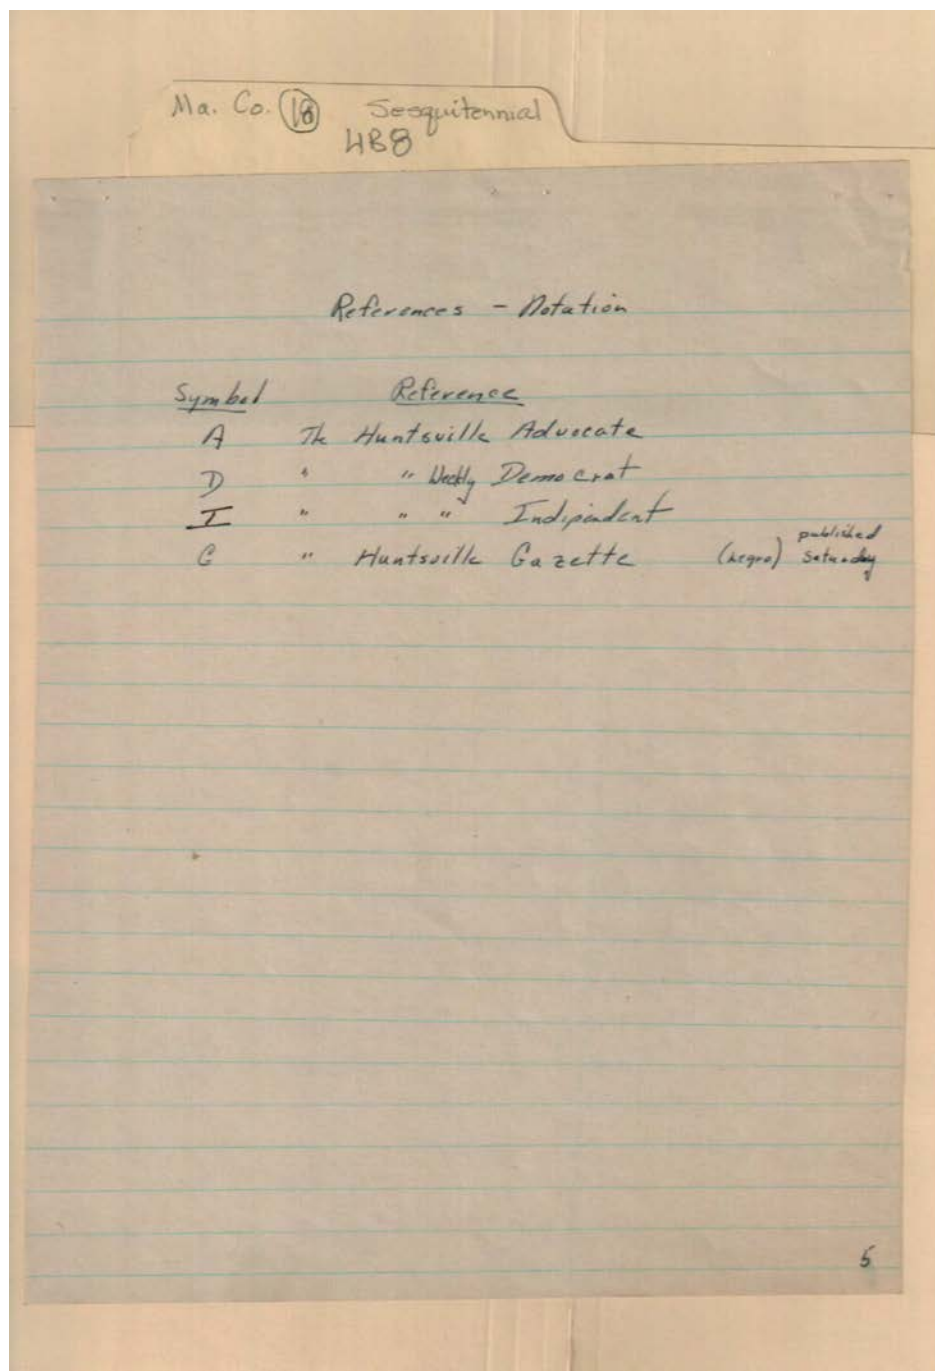 Ma. Co. 18 Sesquitennial
4B8
References - Notation
Symbol Reference
A The Huntsville Advocate
D " " Weekly Democrat
I " " " Indipendent
G " Huntsville Gazette (negro) published Saturday
5